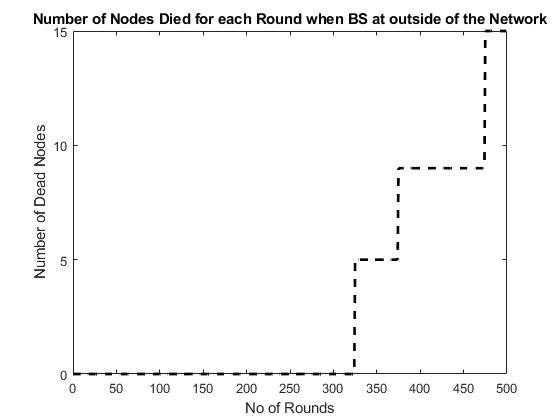 Number of Nodes Died for each Round when BS at outside of the Network
15
10
5
0
Number of Dead Nodes
0 50 100 150 200 250 300 350 400 450 500
No of Rounds